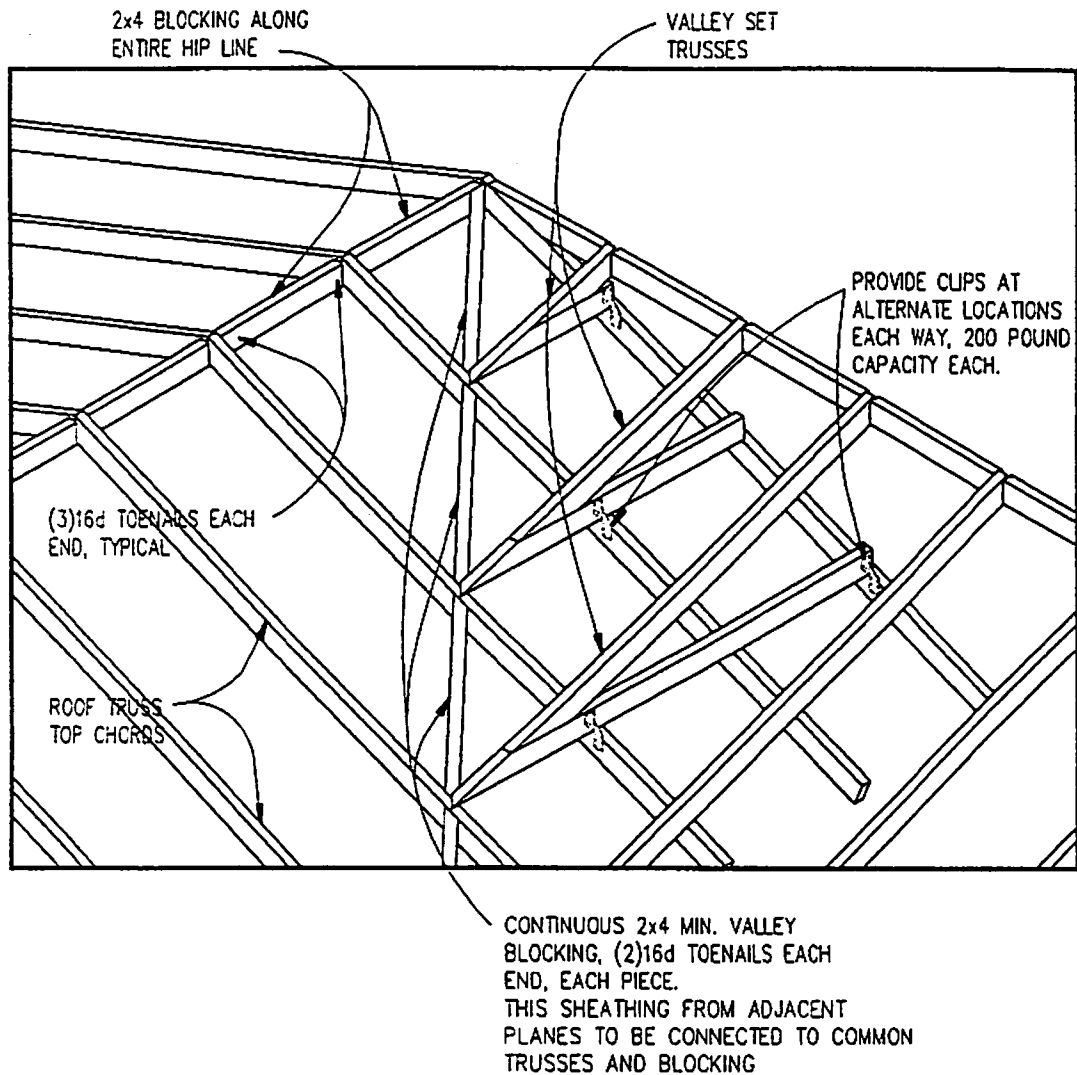 2x4 BLOCKING ALONG
ENTIRE HIP LINE
VALLEY SET
TRUSSES
PROVIDE CLIPS AT
ALTERNATE LOCATIONS
EACH WAY, 200 POUND
CAPACITY EACH.
(3)16d TOENAILS EACH
END, TYPICAL
ROOF TRUSS
TOP CHORDS
CONTINUOUS 2x4 MIN. VALLEY
BLOCKING, (2)16d TOENAILS EACH
END, EACH PIECE.
THIS SHEATHING FROM ADJACENT
PLANES TO BE CONNECTED TO COMMON
TRUSSES AND BLOCKING